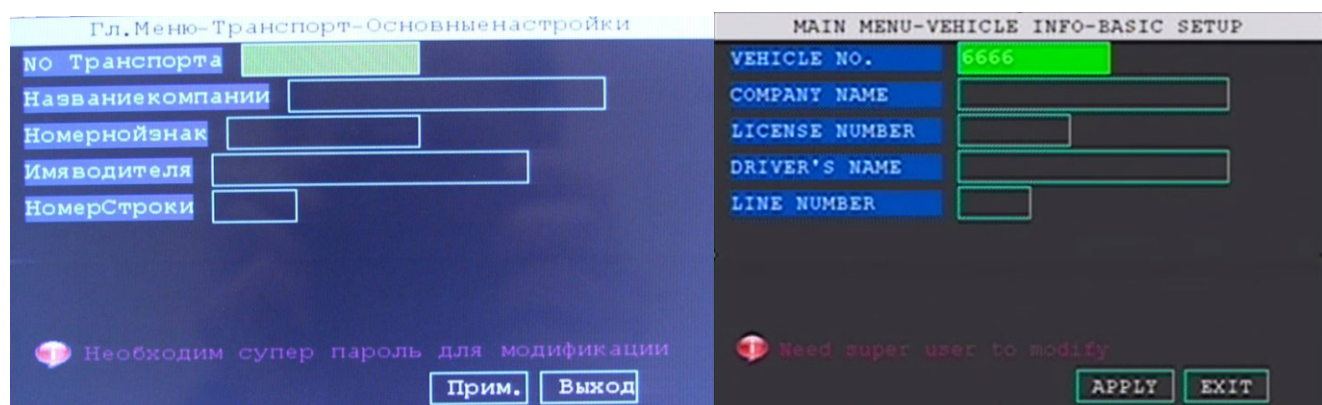 Гл.Меню-Транспорт-Основныенастройки
NO Транспорта
Названиекомпании
Номернойзнак
Имяводителя
НомерСтроки
Необходим супер пароль для модификации
Прим. Выход
MAIN MENU-VEHICLE INFO-BASIC SETUP
VEHICLE NO. 6666
COMPANY NAME
LICENSE NUMBER
DRIVER'S NAME
LINE NUMBER
Need super user to modify
APPLY EXIT